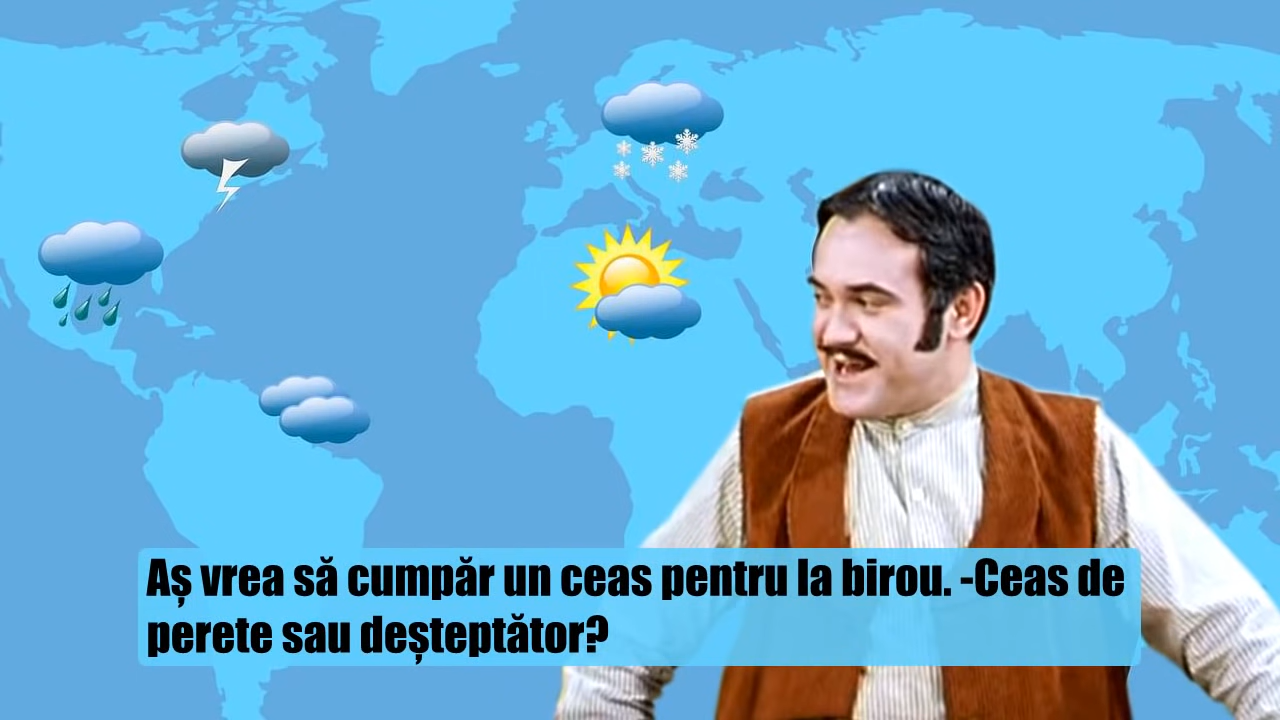 Aș vrea să cumpăr un ceas pentru la birou. -Ceas de
perete sau deșteptător?